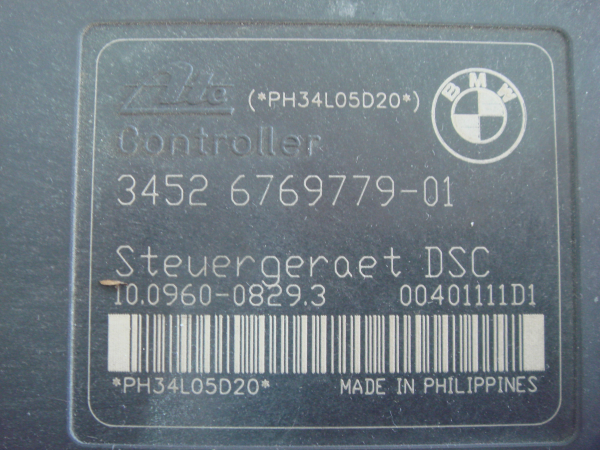 Ate (*PH34L05D20*) BMW
Controller
3452 6769779-01
Steuergeraet DSC
10.0960-0829.3 00401111D1
*PH34L05D20* MADE IN PHILIPPINES